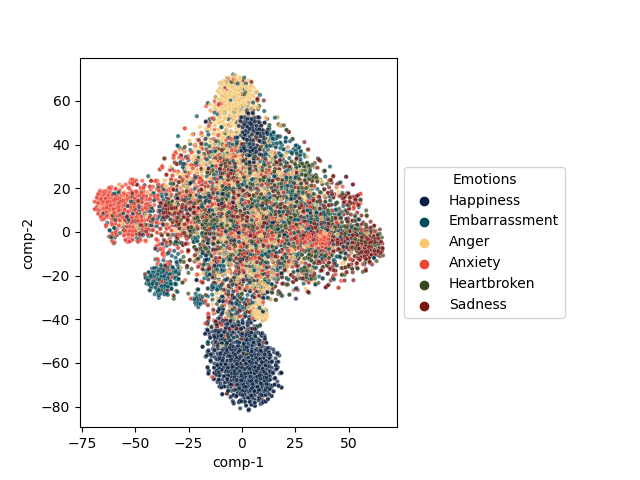 60
40
20
0
−20
−40
−60
−80
−75
−50
−25
0
25
50
comp-1
comp-2
Emotions
Happiness
Embarrassment
Anger
Anxiety
Heartbroken
Sadness